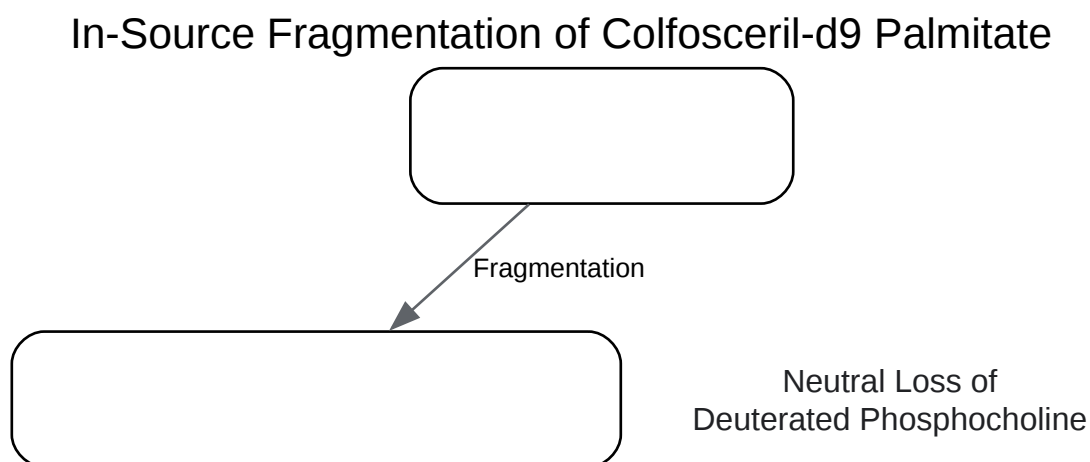 In-Source Fragmentation of Colfosceril-d9 Palmitate
Fragmentation
Neutral Loss of
Deuterated Phosphocholine